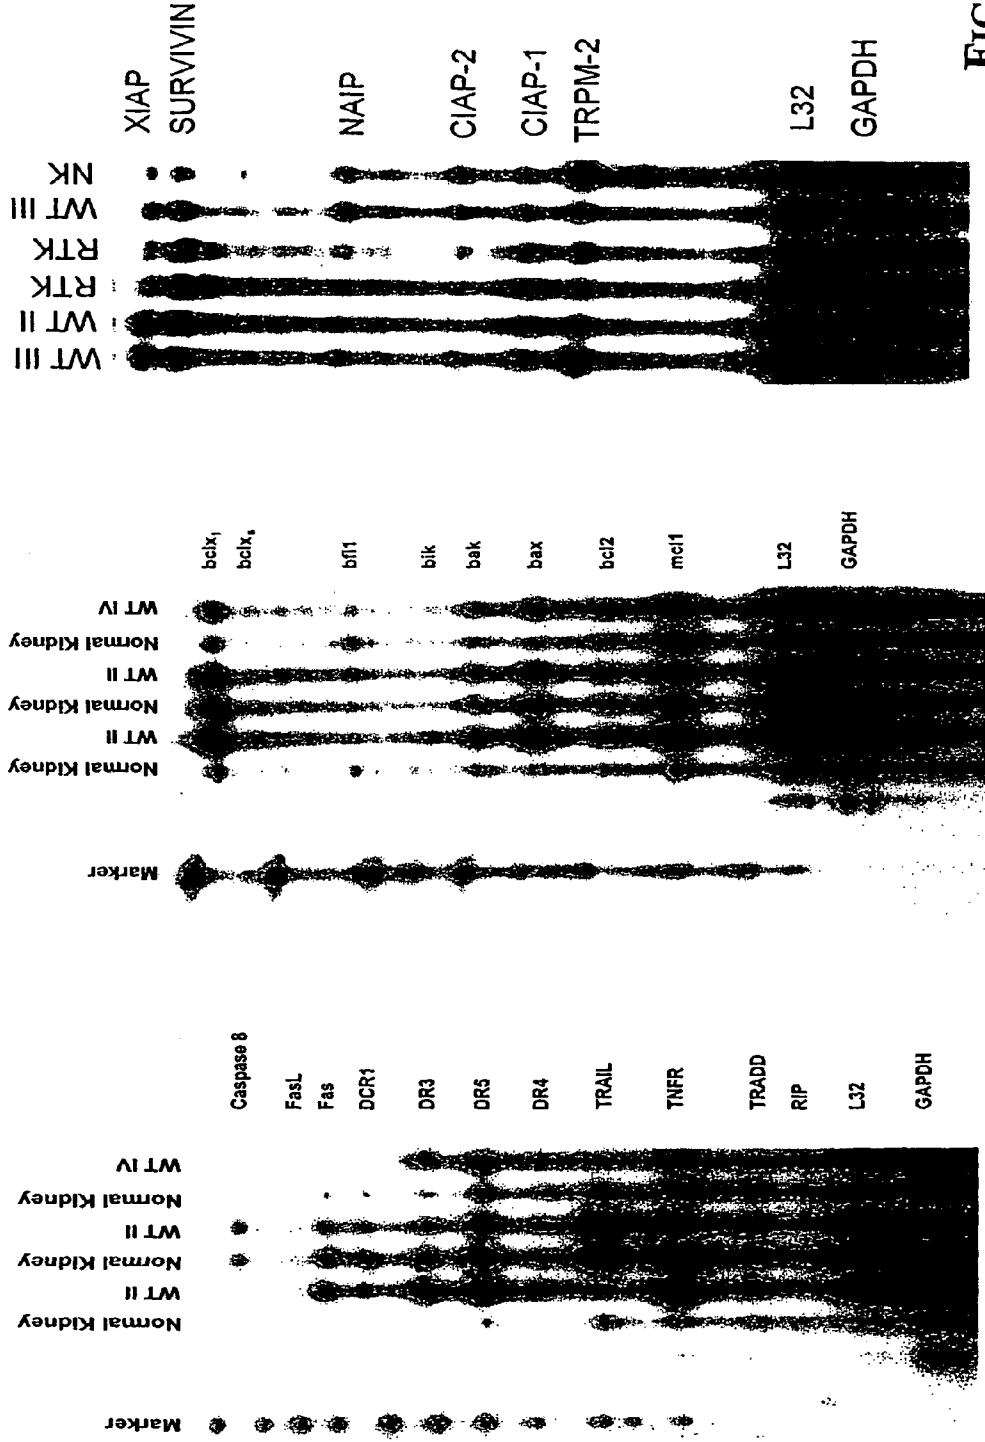 XIAP
SURVIVIN
NAIP
CIAP-2
CIAP-1
TRPM-2
L32
GAPDH
NK
WT III
RTK
RTK
WT II
WT III
FIG
bclxₗ
bclxₛ
bfl1
bik
bak
bax
bcl2
mcl1
L32
GAPDH
WT IV
Normal Kidney
WT II
Normal Kidney
WT II
Normal Kidney
Marker
Caspase 8
FasL
Fas
DCR1
DR3
DR5
DR4
TRAIL
TNFR
TRADD
RIP
L32
GAPDH
WT IV
Normal Kidney
WT II
Normal Kidney
WT II
Normal Kidney
Marker